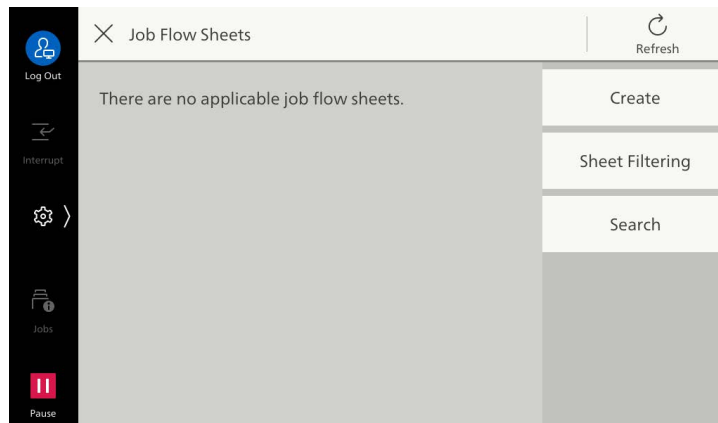 Log Out
Interrupt
Jobs
Pause
Job Flow Sheets
Refresh
There are no applicable job flow sheets.
Create
Sheet Filtering
Search